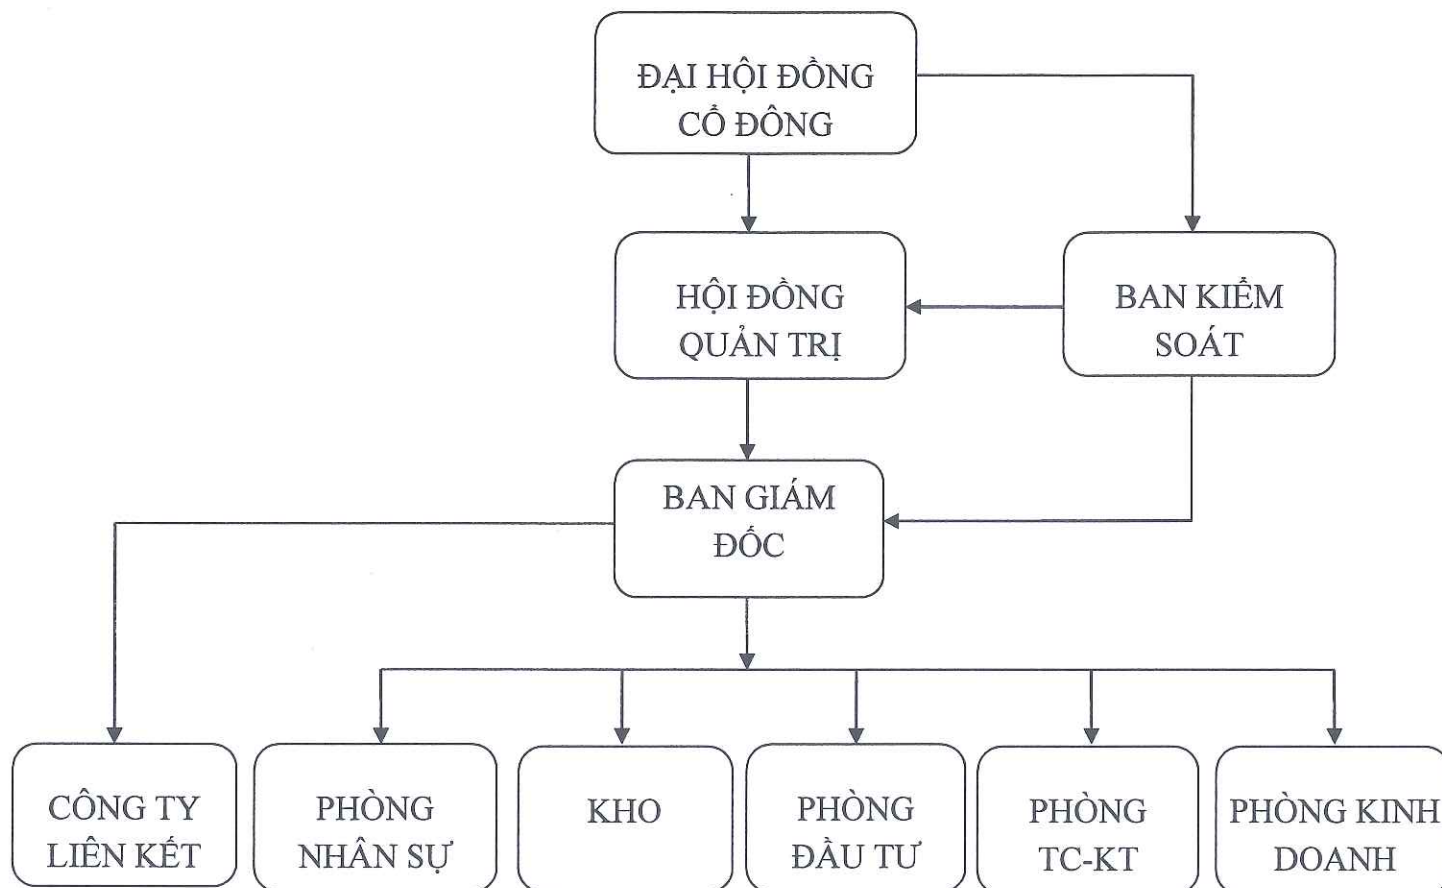 ĐẠI HỘI ĐỒNG
CỔ ĐÔNG
HỘI ĐỒNG
QUẢN TRỊ
BAN KIỂM
SOÁT
BAN GIÁM
ĐỐC
CÔNG TY
LIÊN KẾT
PHÒNG
NHÂN SỰ
KHO
PHÒNG
ĐẦU TƯ
PHÒNG
TC-KT
PHÒNG KINH
DOANH